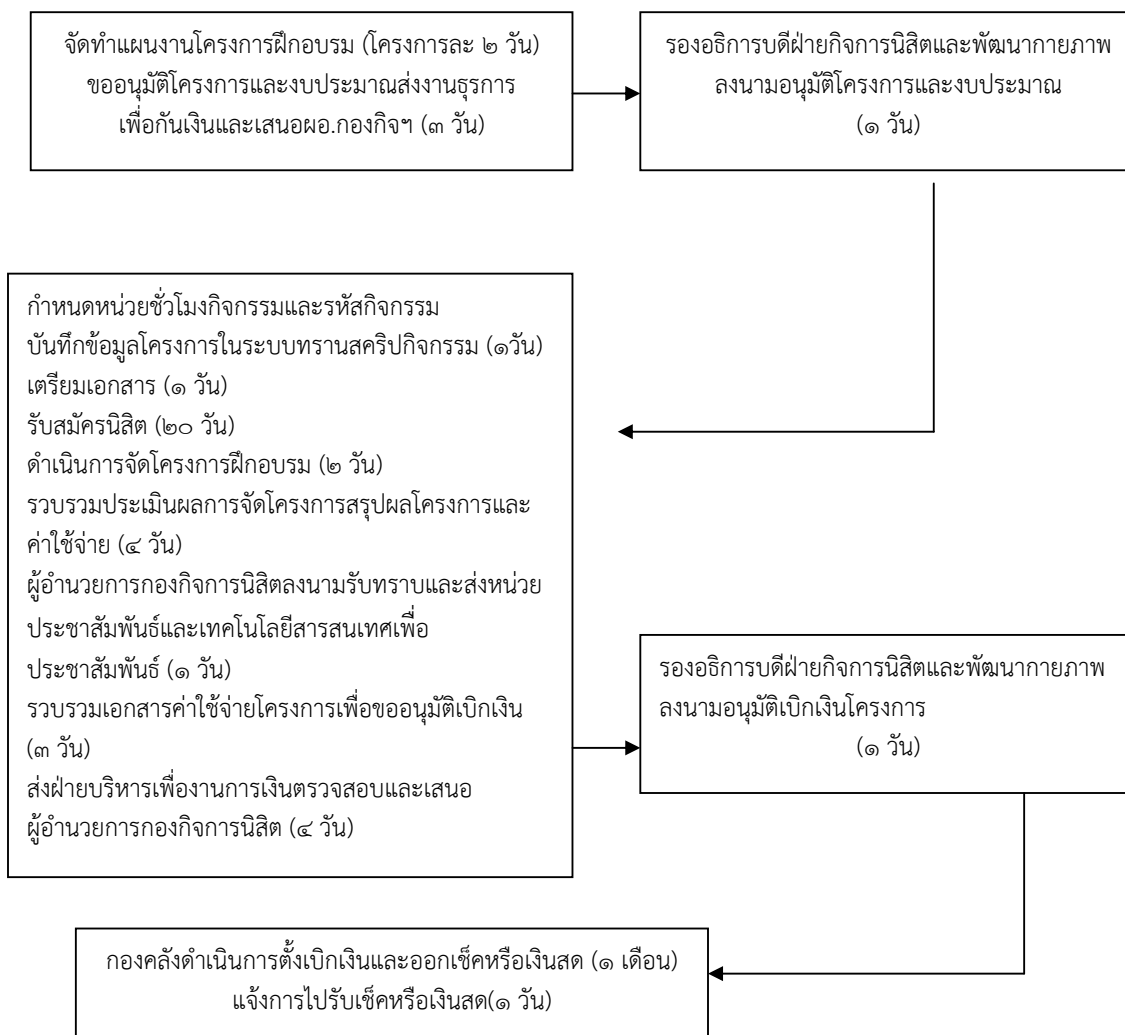 จัดทำแผนงานโครงการฝึกอบรม (โครงการละ ๒ วัน)
ขออนุมัติโครงการและงบประมาณส่งงานธุรการ
เพื่อกันเงินและเสนอผอ.กองกิจฯ (๓ วัน)
รองอธิการบดีฝ่ายกิจการนิสิตและพัฒนากายภาพ
ลงนามอนุมัติโครงการและงบประมาณ
(๑ วัน)
กำหนดหน่วยชั่วโมงกิจกรรมและรหัสกิจกรรม
บันทึกข้อมูลโครงการในระบบทรานสคริปกิจกรรม (๑วัน)
เตรียมเอกสาร (๑ วัน)
รับสมัครนิสิต (๒๐ วัน)
ดำเนินการจัดโครงการฝึกอบรม (๒ วัน)
รวบรวมประเมินผลการจัดโครงการสรุปผลโครงการและ
ค่าใช้จ่าย (๔ วัน)
ผู้อำนวยการกองกิจการนิสิตลงนามรับทราบและส่งหน่วย
ประชาสัมพันธ์และเทคโนโลยีสารสนเทศเพื่อ
ประชาสัมพันธ์ (๑ วัน)
รวบรวมเอกสารค่าใช้จ่ายโครงการเพื่อขออนุมัติเบิกเงิน
(๓ วัน)
ส่งฝ่ายบริหารเพื่องานการเงินตรวจสอบและเสนอ
ผู้อำนวยการกองกิจการนิสิต (๔ วัน)
รองอธิการบดีฝ่ายกิจการนิสิตและพัฒนากายภาพ
ลงนามอนุมัติเบิกเงินโครงการ
(๑ วัน)
กองคลังดำเนินการตั้งเบิกเงินและออกเช็คหรือเงินสด (๑ เดือน)
แจ้งการไปรับเช็คหรือเงินสด(๑ วัน)